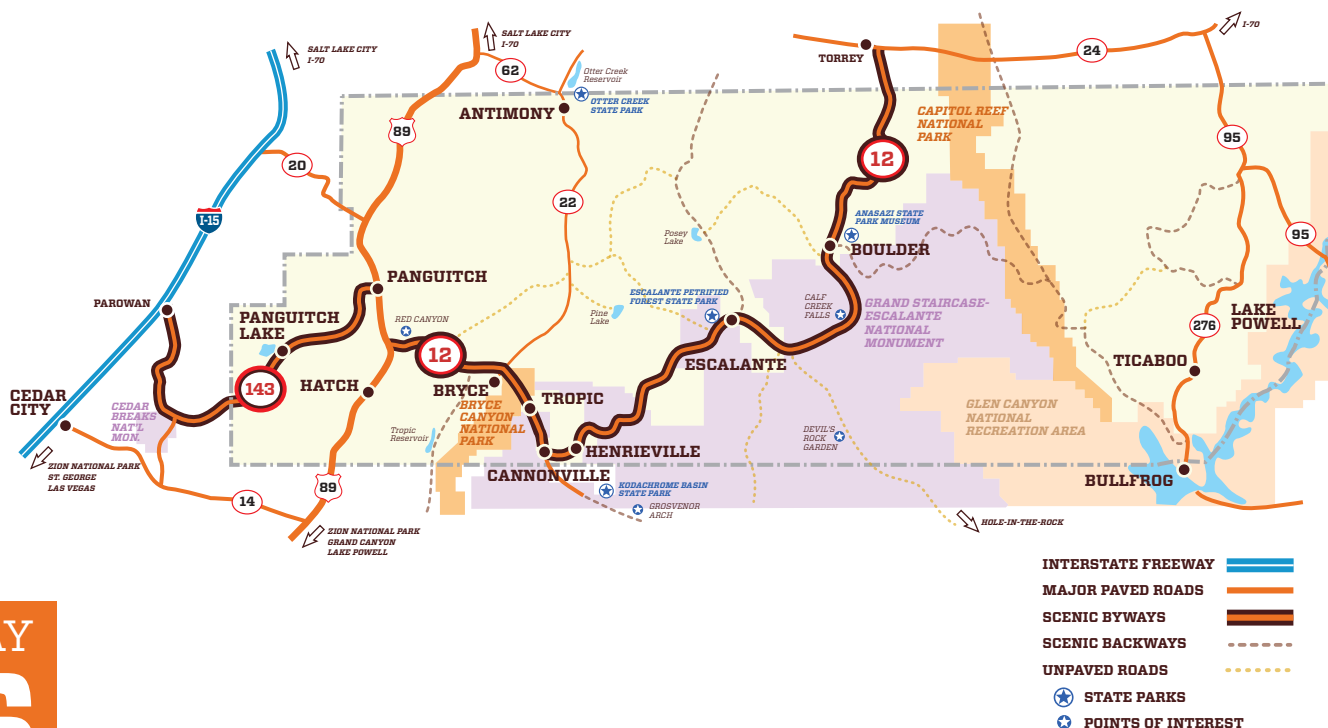 SALT LAKE CITY
I-70
SALT LAKE CITY
I-70
I-70
TORREY
24
62
Otter Creek
Reservoir
OTTER CREEK
STATE PARK
ANTIMONY
89
CAPITOL REEF
NATIONAL
PARK
95
20
12
22
I-15
ANASAZI STATE
PARK MUSEUM
Posey
Lake
BOULDER
95
PANGUITCH
PAROWAN
ESCALANTE PETRIFIED
FOREST STATE PARK
CALF
CREEK
FALLS
GRAND STAIRCASE-
ESCALANTE
NATIONAL
MONUMENT
PANGUITCH
LAKE
RED CANYON
Pine
Lake
276
LAKE
POWELL
12
ESCALANTE
TICABOO
143
HATCH
BRYCE
CEDAR
CITY
CEDAR
BREAKS
NAT'L
MON.
BRYCE
CANYON
NATIONAL
PARK
TROPIC
GLEN CANYON
NATIONAL
RECREATION AREA
Tropic
Reservoir
DEVIL'S
ROCK
GARDEN
HENRIEVILLE
CANNONVILLE
ZION NATIONAL PARK
ST. GEORGE
LAS VEGAS
14
89
KODACHROME BASIN
STATE PARK
GROSVENOR
ARCH
BULLFROG
HOLE-IN-THE-ROCK
ZION NATIONAL PARK
GRAND CANYON
LAKE POWELL
INTERSTATE FREEWAY
MAJOR PAVED ROADS
SCENIC BYWAYS
SCENIC BACKWAYS
UNPAVED ROADS
STATE PARKS
POINTS OF INTEREST